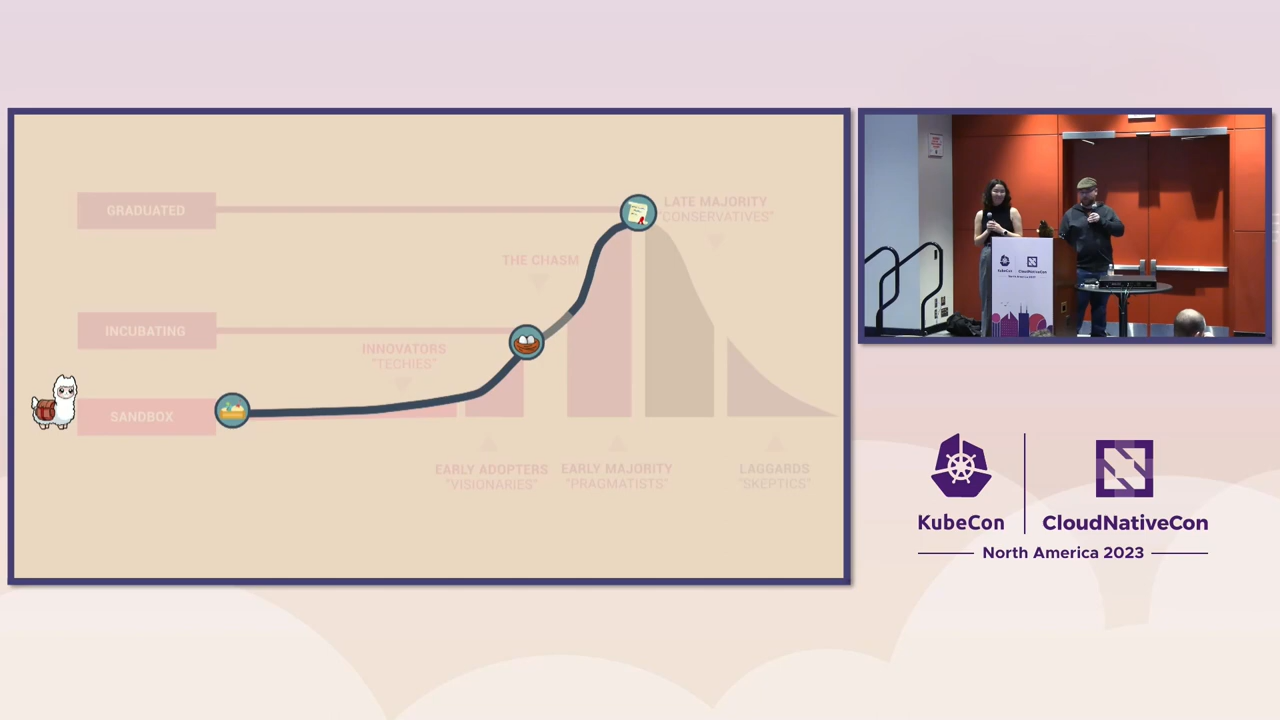 GRADUATED
LATE MAJORITY
"CONSERVATIVES"
THE CHASM
INCUBATING
INNOVATORS
"TECHIES"
SANDBOX
EARLY ADOPTERS
"VISIONARIES"
EARLY MAJORITY
"PRAGMATISTS"
LAGGARDS
"SKEPTICS"
KubeCon
CloudNativeCon
North America 2023